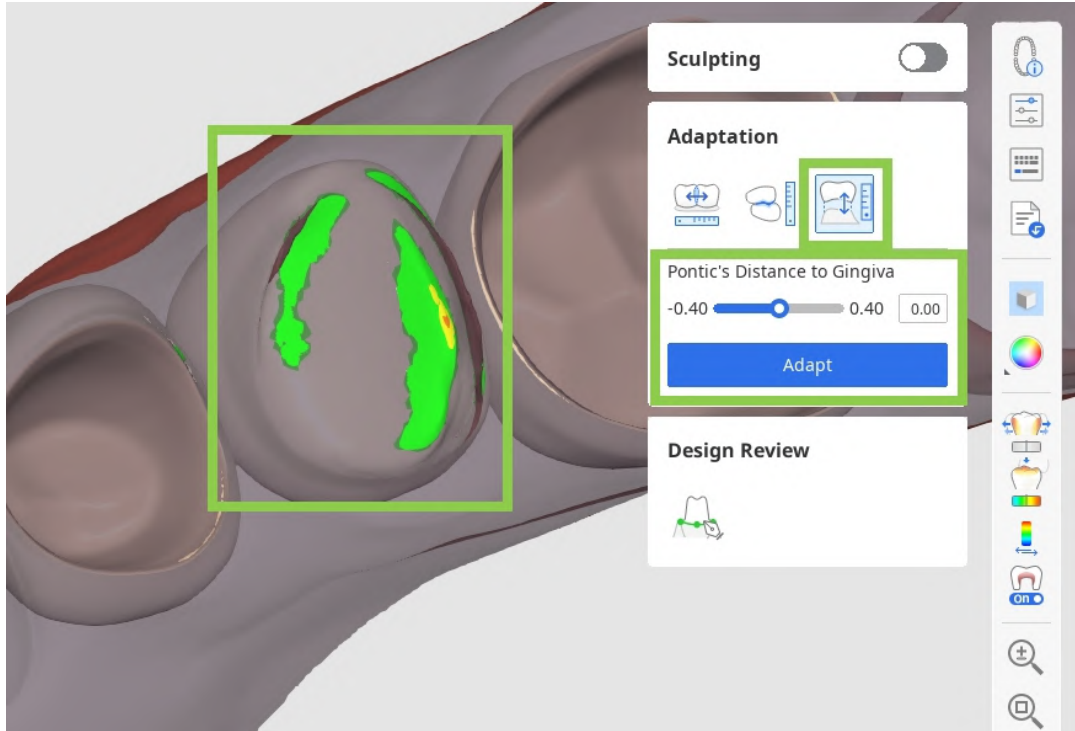 Sculpting
Adaptation
Pontic's Distance to Gingiva
-0.40 0.40 0.00
Adapt
Design Review
On